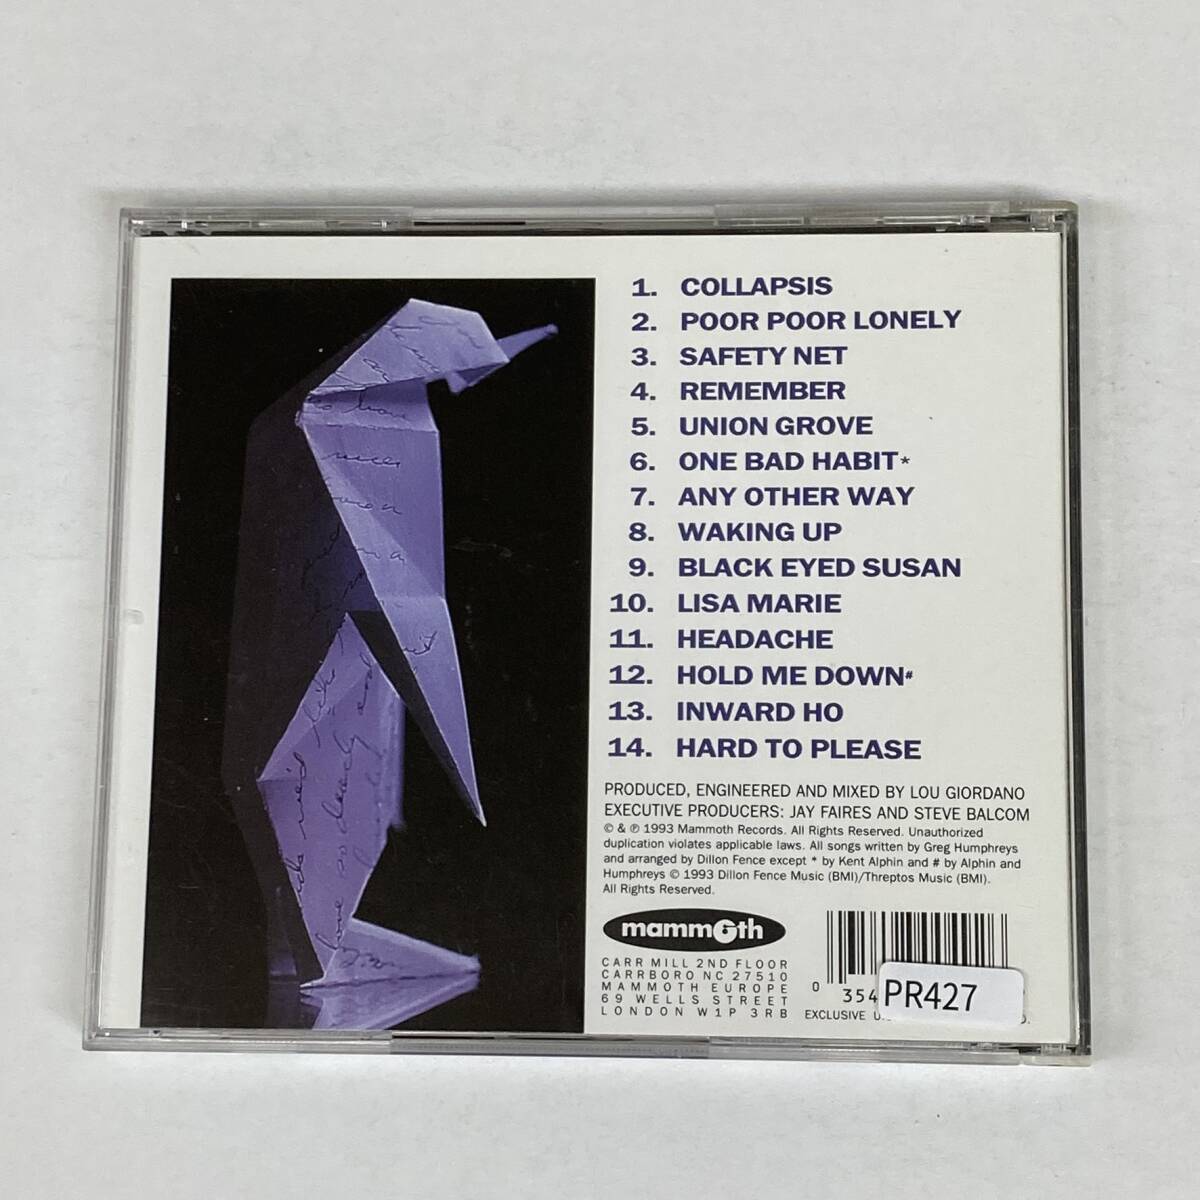 1. COLLAPSIS
2. POOR POOR LONELY
3. SAFETY NET
4. REMEMBER
5. UNION GROVE
6. ONE BAD HABIT*
7. ANY OTHER WAY
8. WAKING UP
9. BLACK EYED SUSAN
10. LISA MARIE
11. HEADACHE
12. HOLD ME DOWN#
13. INWARD HO
14. HARD TO PLEASE
PRODUCED, ENGINEERED AND MIXED BY LOU GIORDANO
EXECUTIVE PRODUCERS: JAY FAIRES AND STEVE BALCOM
© & ℗ 1993 Mammoth Records. All Rights Reserved. Unauthorized
duplication violates applicable laws. All songs written by Greg Humphreys
and arranged by Dillon Fence except * by Kent Alphin and # by Alphin and
Humphreys © 1993 Dillon Fence Music (BMI)/Threptos Music (BMI).
All Rights Reserved.
mammoth
CARR MILL 2ND FLOOR
CARRBORO NC 27510
MAMMOTH EUROPE
69 WELLS STREET
LONDON W1P 3RB
0 354
PR427
EXCLUSIVE